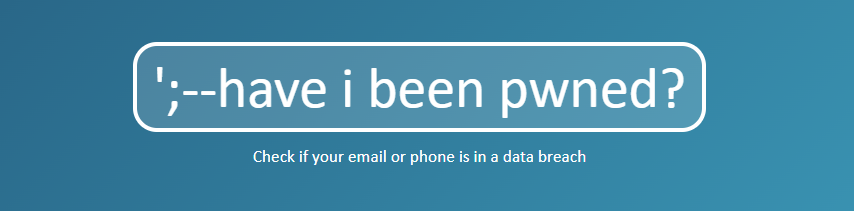 ';--have i been pwned?
Check if your email or phone is in a data breach